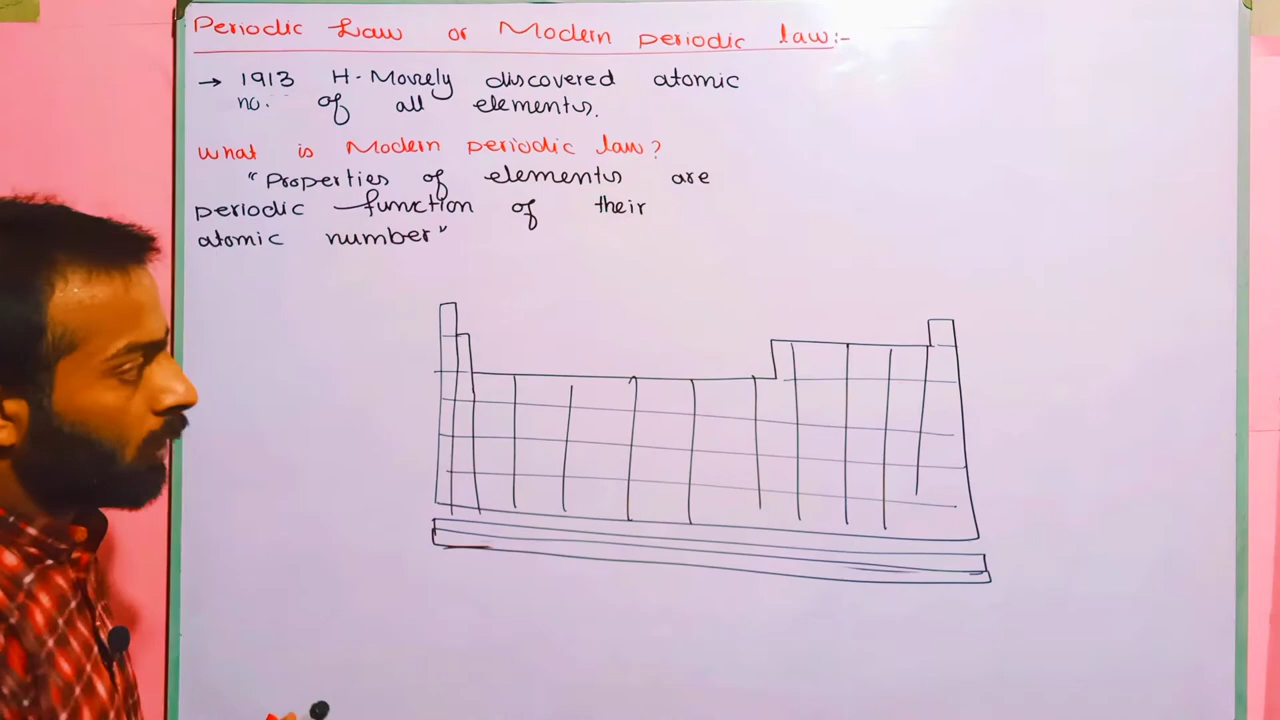 Periodic Law or Modern periodic law:-
→ 1913 H-Movely discovered atomic
no. of all elements.
What is Modern periodic law?
"Properties of elements are
periodic function of their
atomic number"